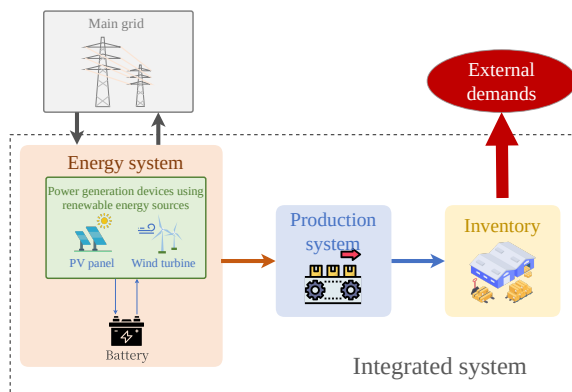 Main grid
External
demands
Energy system
Power generation devices using
renewable energy sources
PV panel
Wind turbine
Battery
Production
system
Inventory
Integrated system